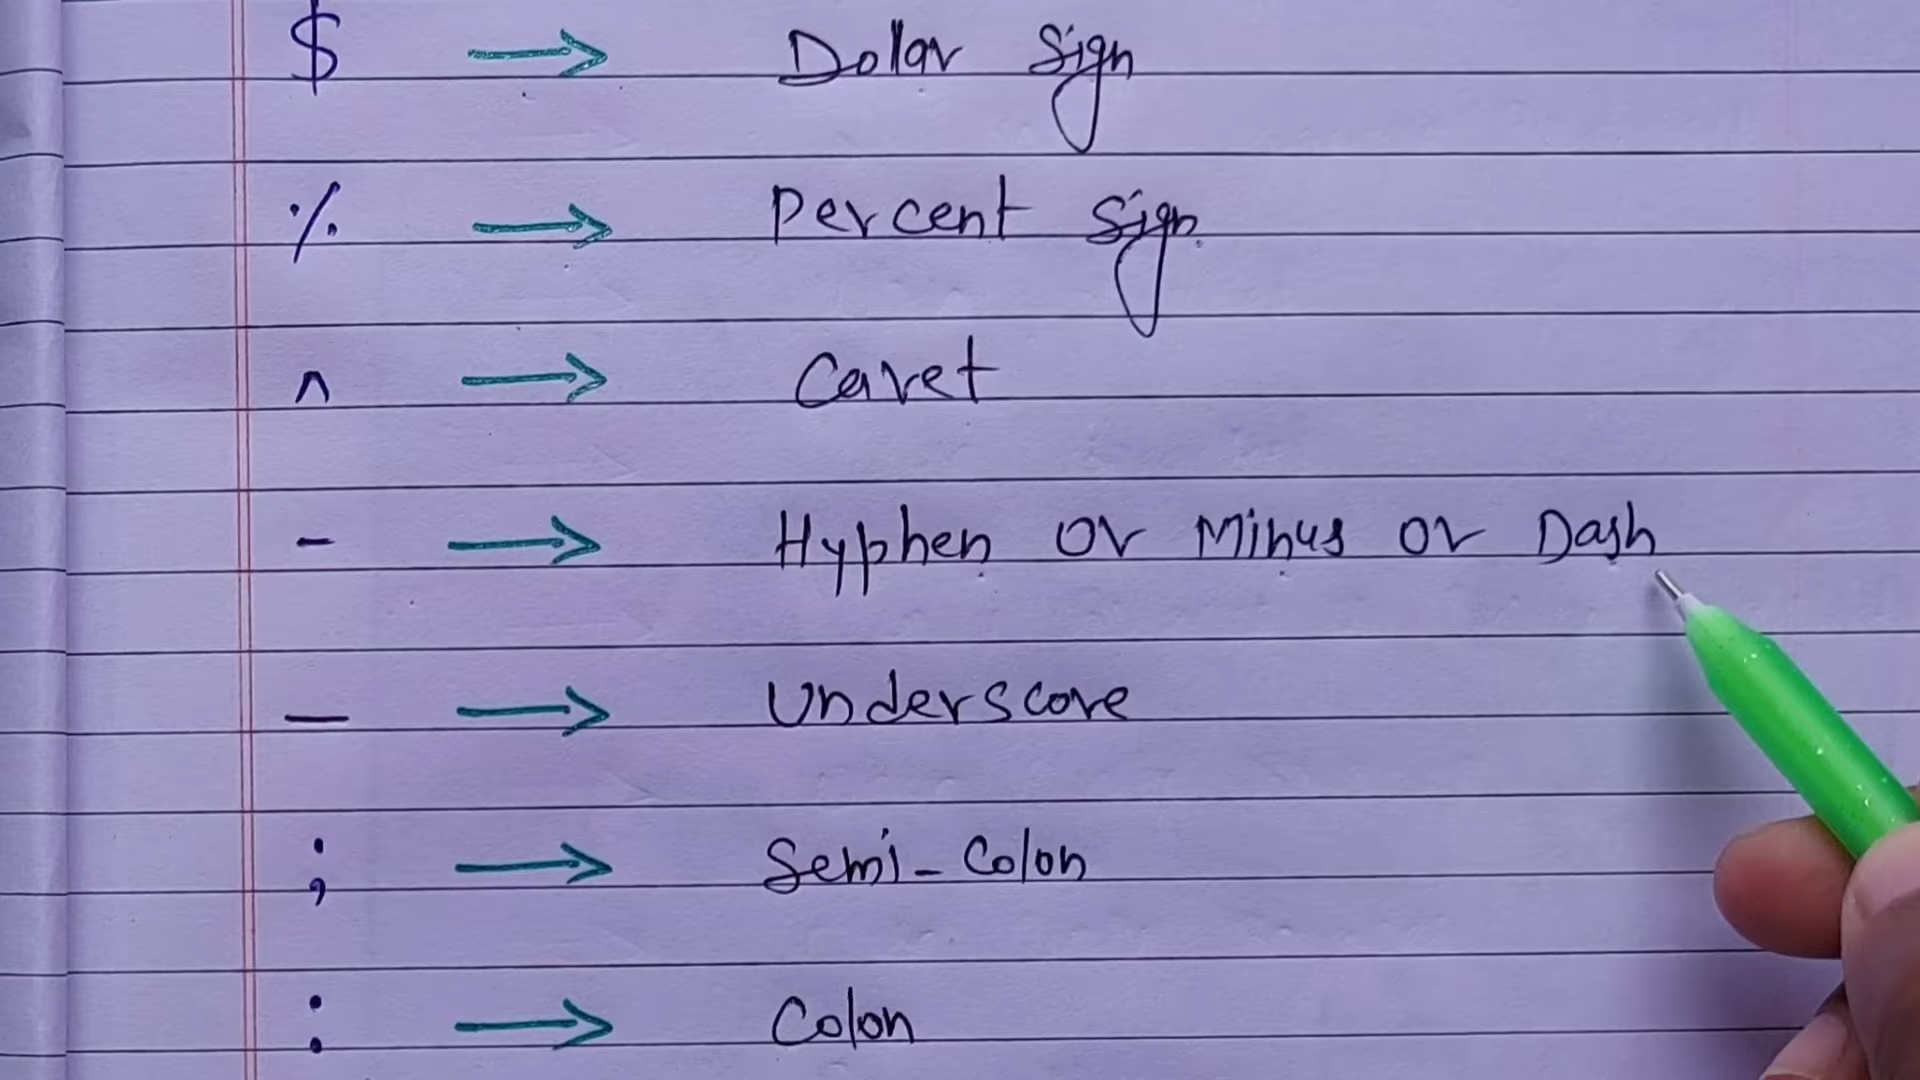 $ → Dollar Sign
% → Percent Sign
^ → Caret
- → Hyphen or Minus or Dash
_ → Underscore
; → Semi-Colon
: → Colon